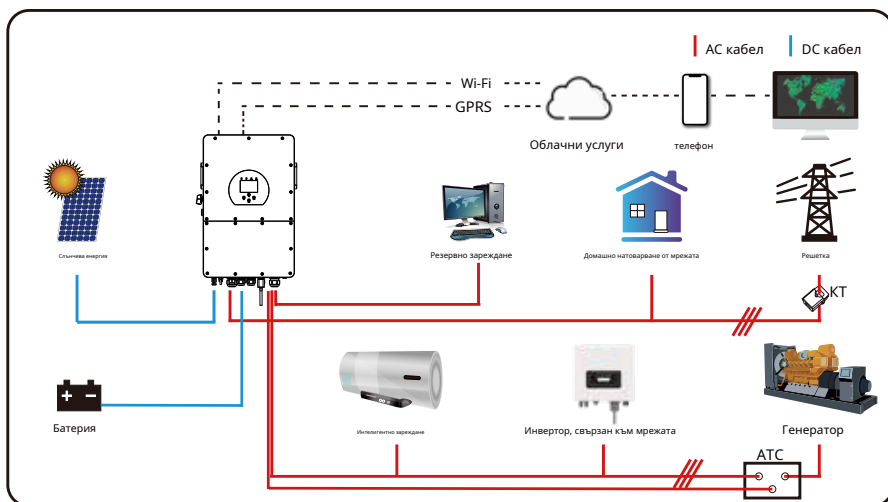 AC кабел
DC кабел
Wi-Fi
GPRS
Облачни услуги
телефон
Слънчева енергия
Резервно зареждане
Домашно натоварване от мрежата
Решетка
КТ
Батерия
Интелигентно зареждане
Инвертор, свързан към мрежата
Генератор
АТС